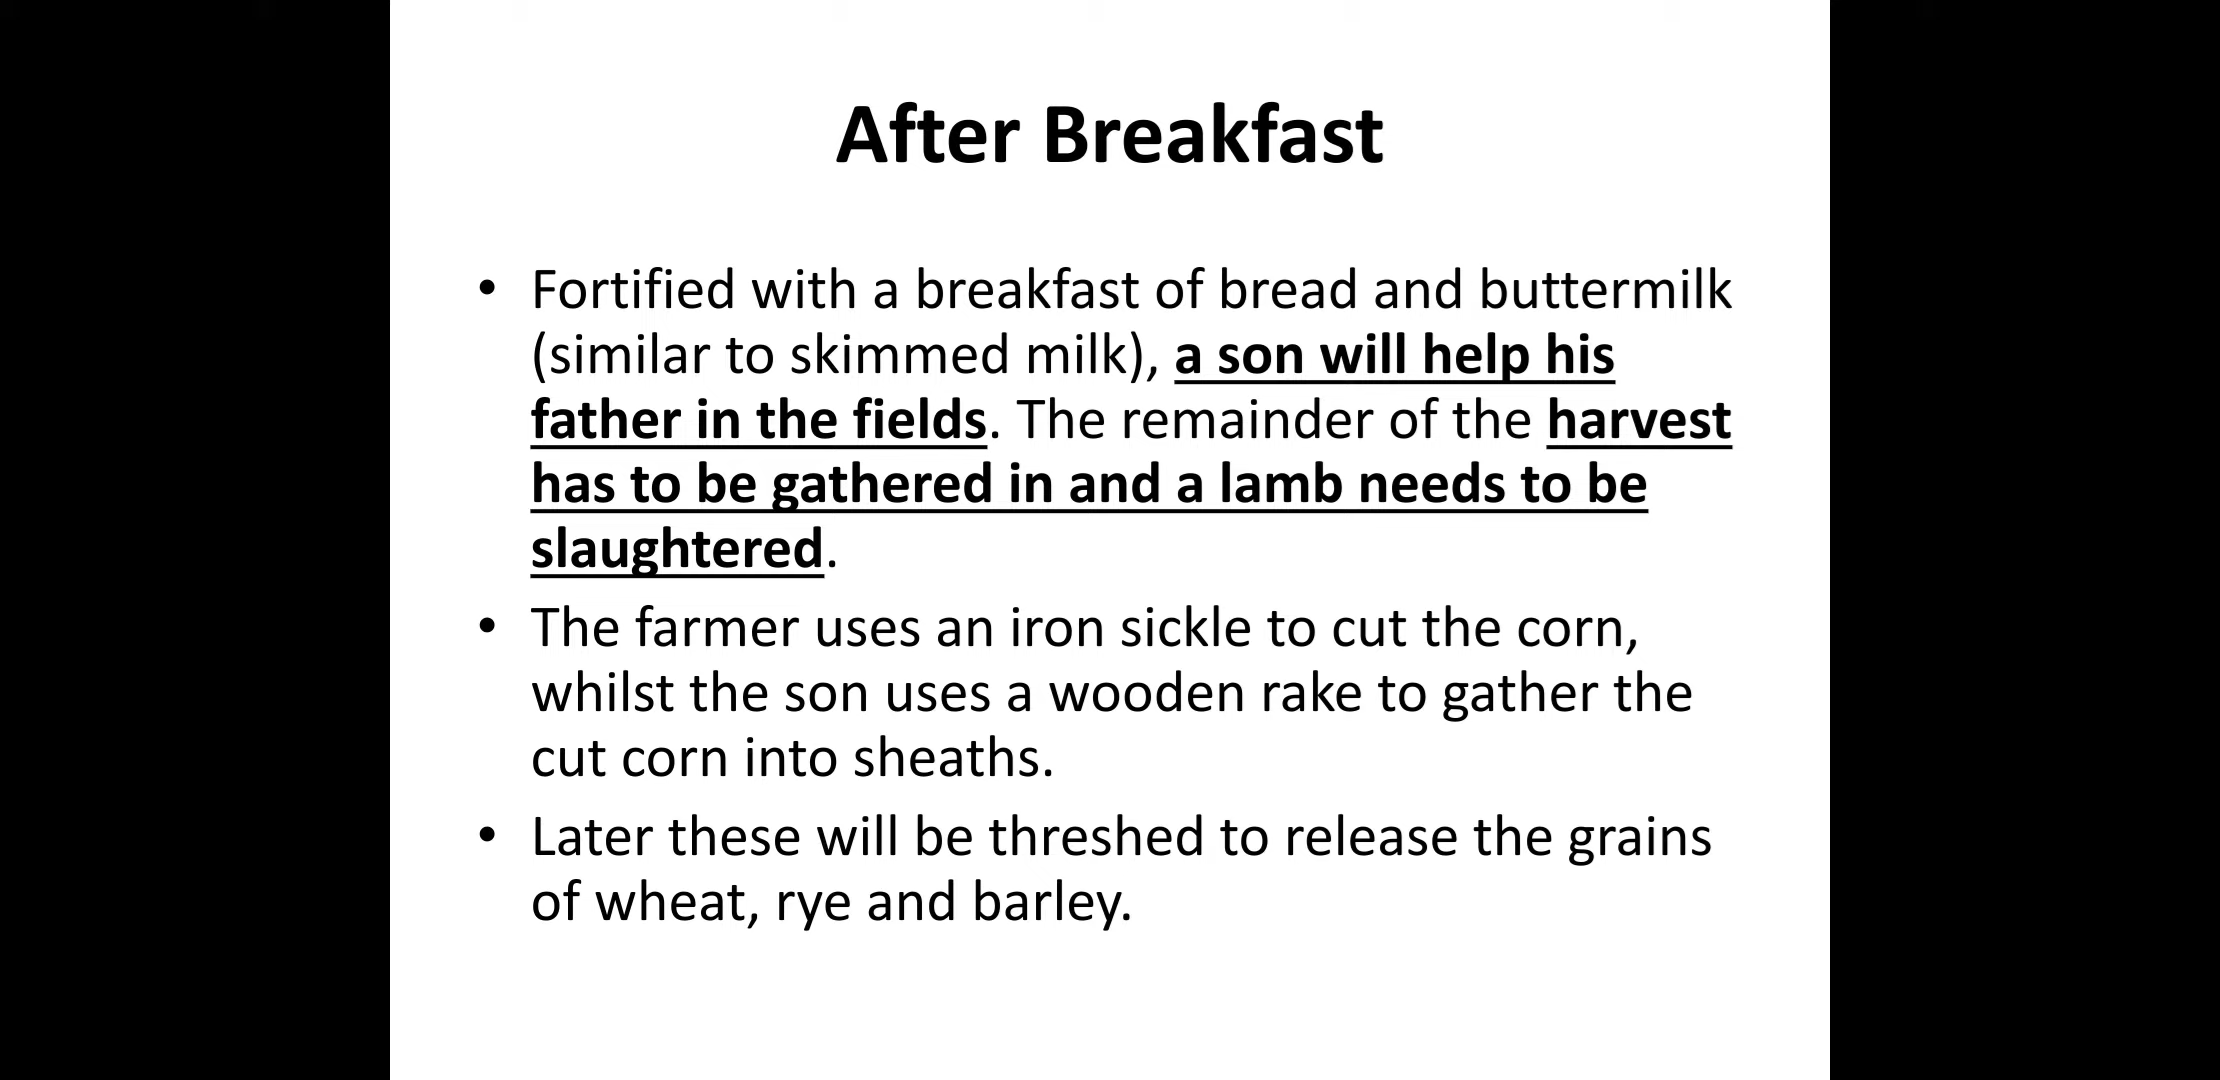 After Breakfast
• Fortified with a breakfast of bread and buttermilk
(similar to skimmed milk), a son will help his
father in the fields. The remainder of the harvest
has to be gathered in and a lamb needs to be
slaughtered.
• The farmer uses an iron sickle to cut the corn,
whilst the son uses a wooden rake to gather the
cut corn into sheaths.
• Later these will be threshed to release the grains
of wheat, rye and barley.